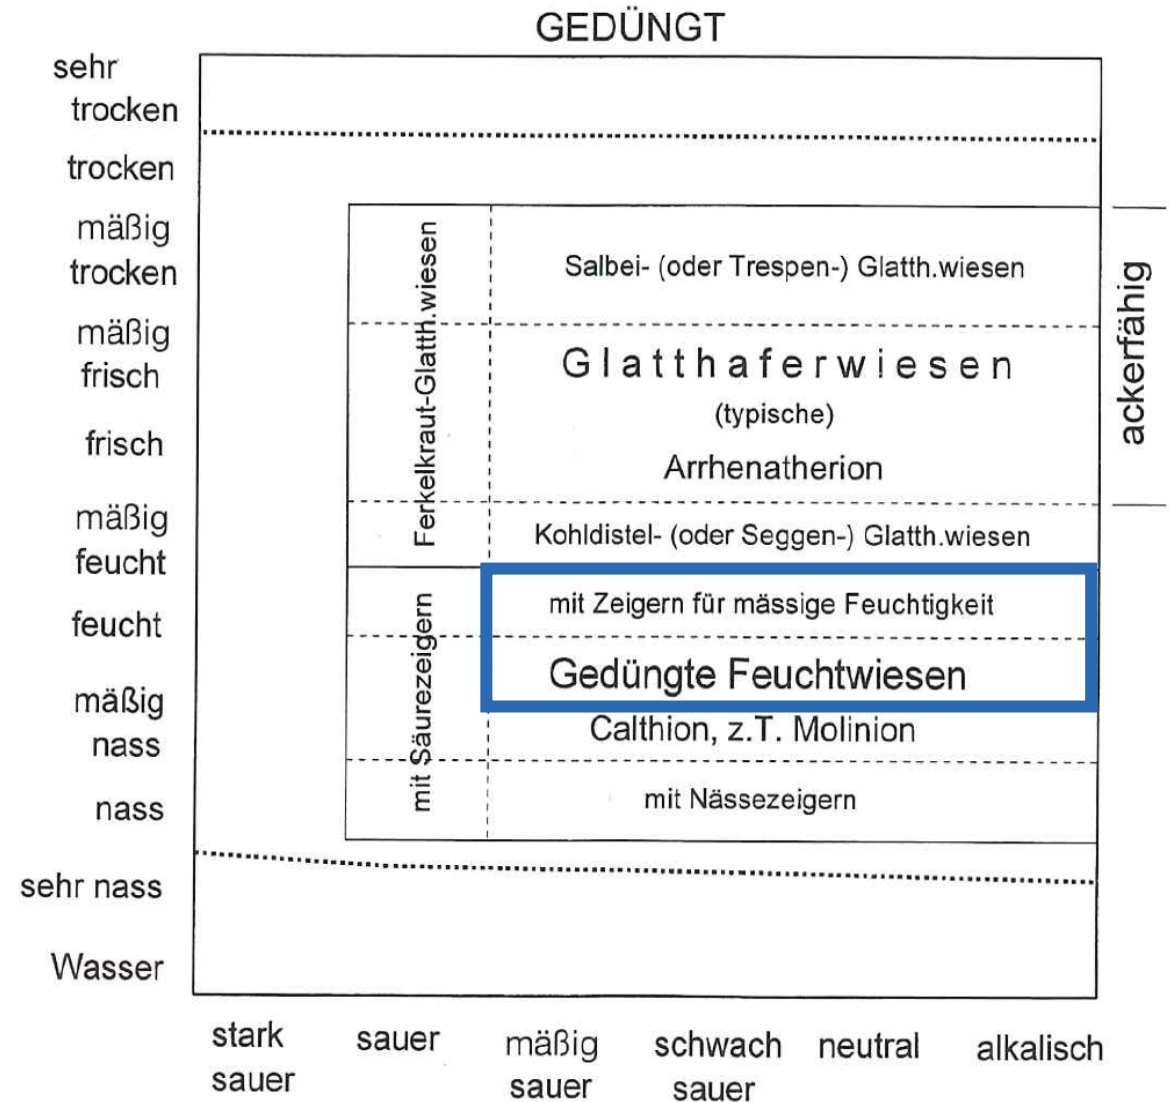 GEDÜNGT
sehr
trocken
trocken
mäßig
trocken
mäßig
frisch
frisch
mäßig
feucht
feucht
mäßig
nass
nass
sehr nass
Wasser
Ferkelkraut-Glatth.wiesen
mit Säurezeigern
Salbei- (oder Trespen-) Glatth.wiesen
Glatthaferwiesen
(typische)
Arrhenatherion
Kohldistel- (oder Seggen-) Glatth.wiesen
mit Zeigern für mässige Feuchtigkeit
Gedüngte Feuchtwiesen
Calthion, z.T. Molinion
mit Nässezeigern
ackerfähig
stark
sauer
sauer
mäßig
sauer
schwach
sauer
neutral
alkalisch